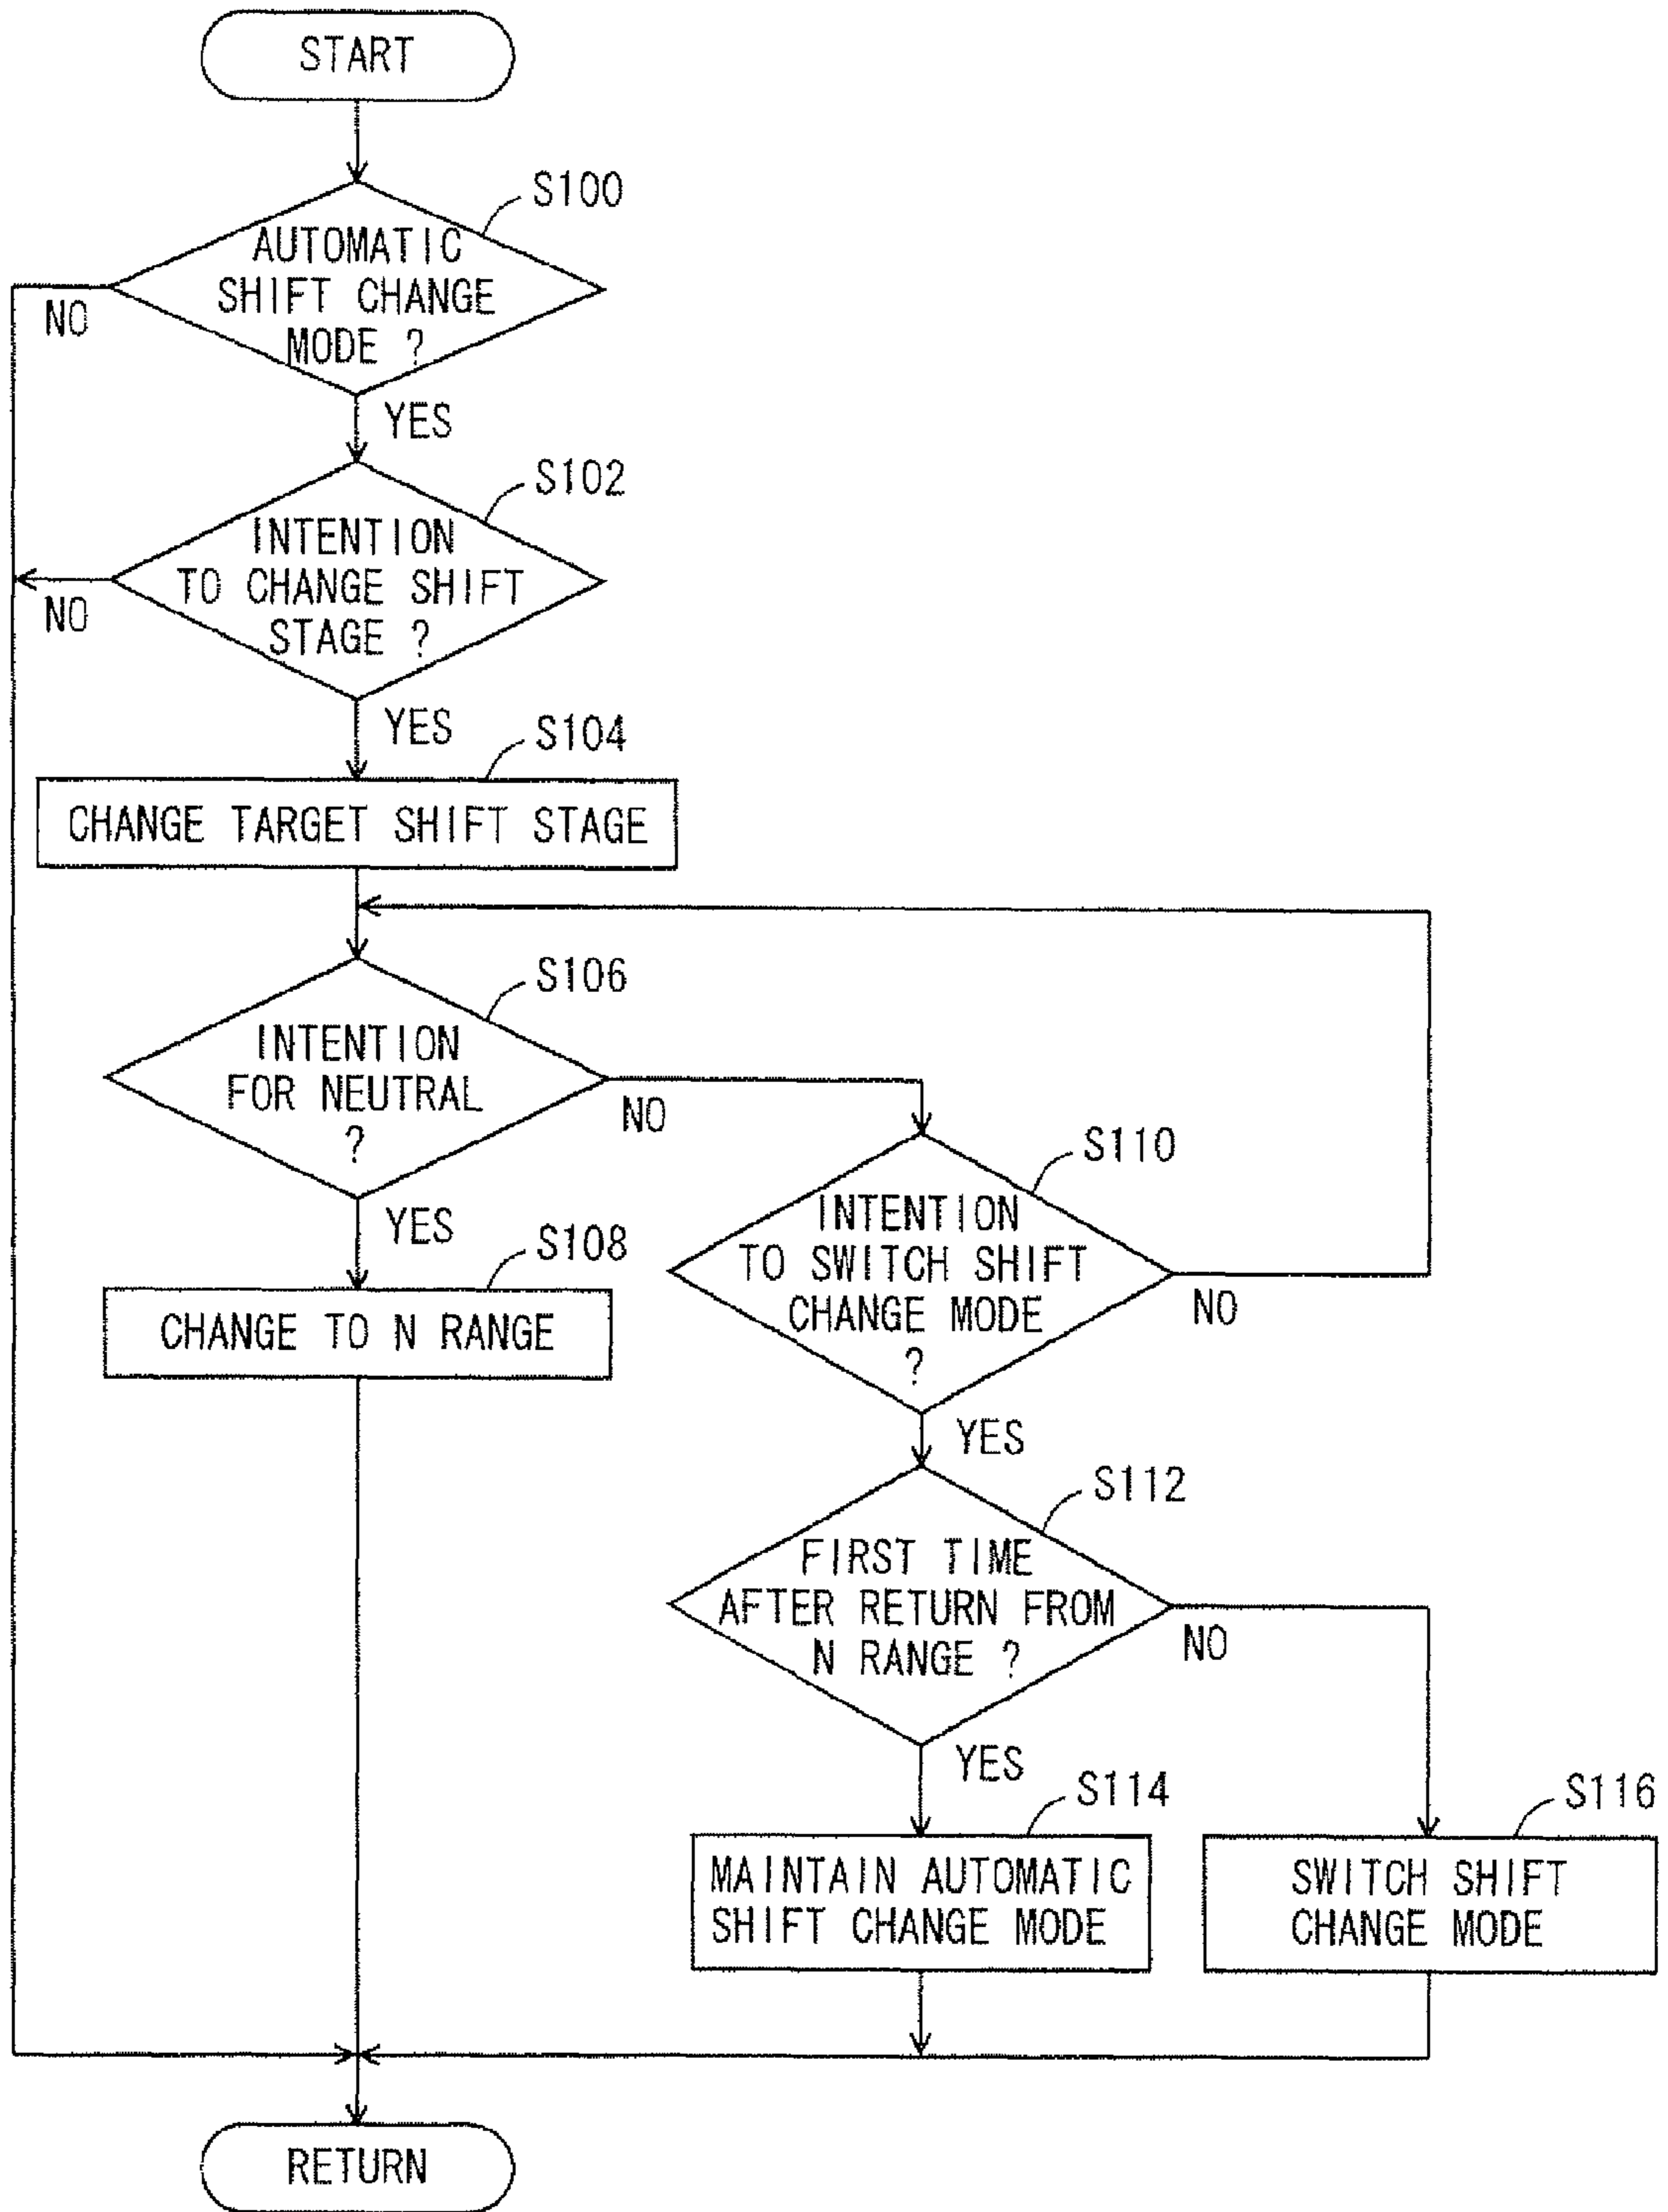 START
S100
AUTOMATIC
SHIFT CHANGE
MODE ?
NO
YES
S102
INTENTION
TO CHANGE SHIFT
STAGE ?
NO
YES
S104
CHANGE TARGET SHIFT STAGE
S106
INTENTION
FOR NEUTRAL
?
NO
YES
S108
CHANGE TO N RANGE
S110
INTENTION
TO SWITCH SHIFT
CHANGE MODE
?
NO
YES
S112
FIRST TIME
AFTER RETURN FROM
N RANGE ?
NO
YES
S114
MAINTAIN AUTOMATIC
SHIFT CHANGE MODE
S116
SWITCH SHIFT
CHANGE MODE
RETURN